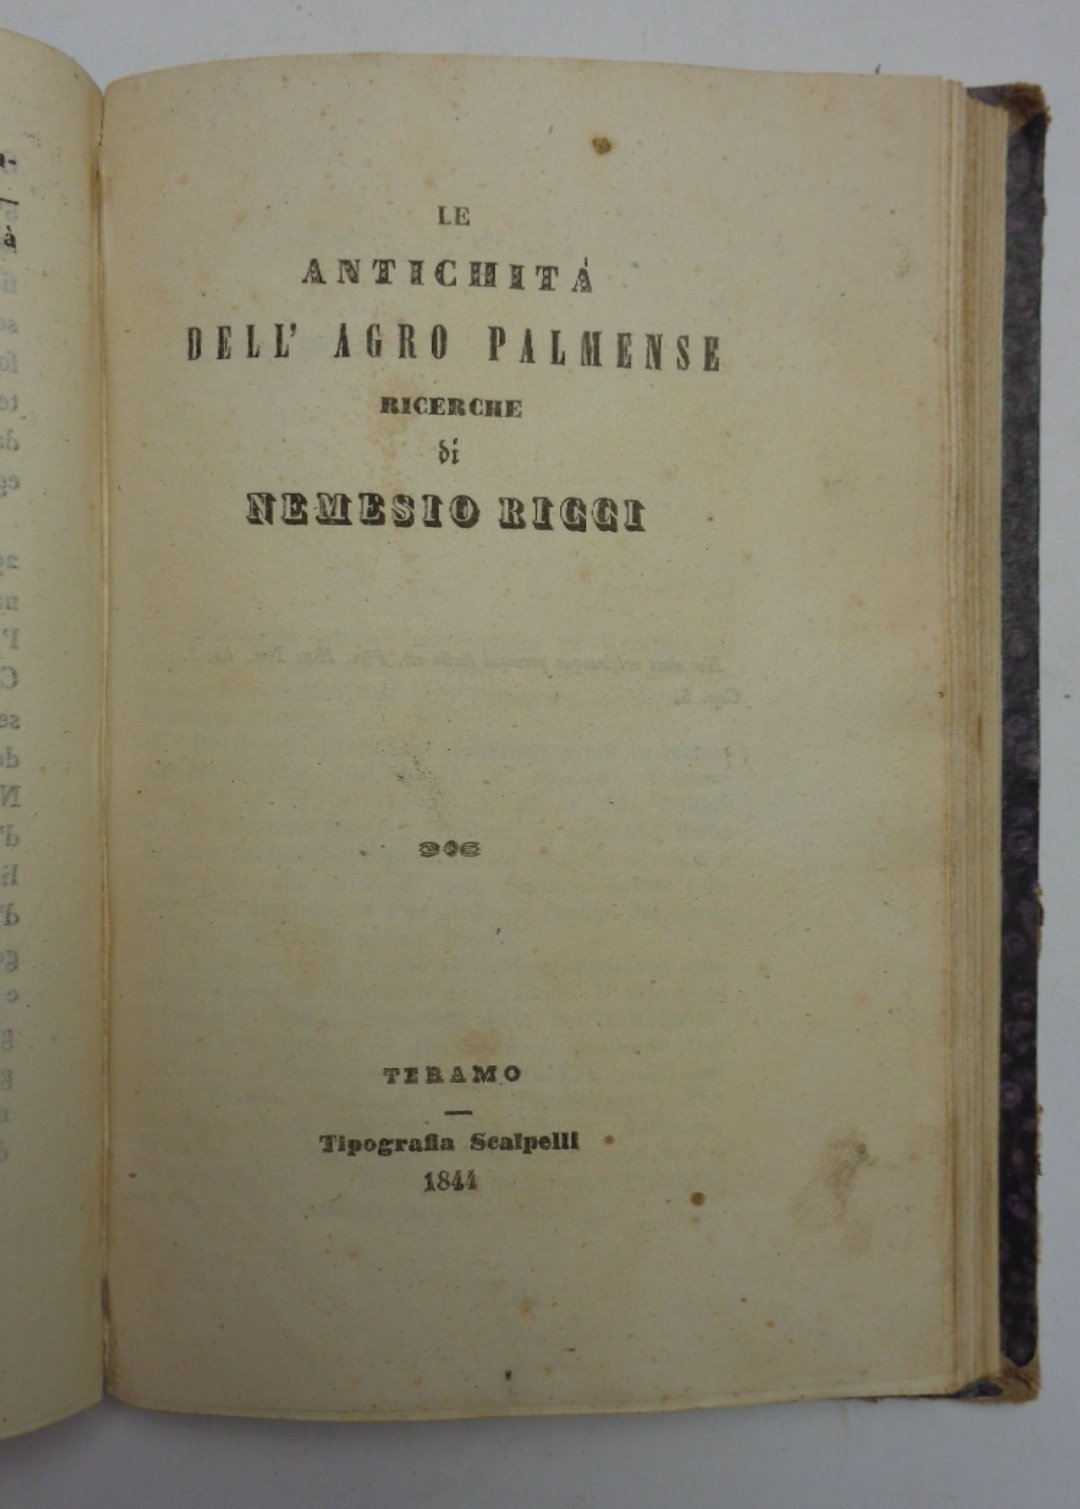 LE
ANTICHITÀ
DELL' AGRO PALMENSE
RICERCHE
di
NEMESIO RICCI
TERAMO
Tipografia Scalpelli
1844